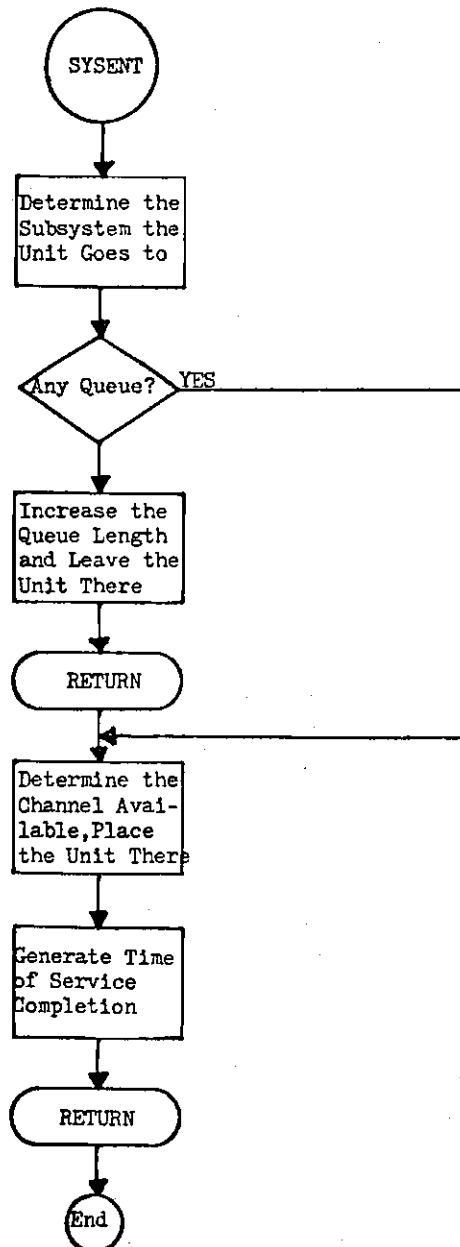 SYSENT
Determine the
Subsystem the
Unit Goes to
Any Queue?
YES
Increase the
Queue Length
and Leave the
Unit There
RETURN
Determine the
Channel Avai-
lable,Place
the Unit There
Generate Time
of Service
Completion
RETURN
End